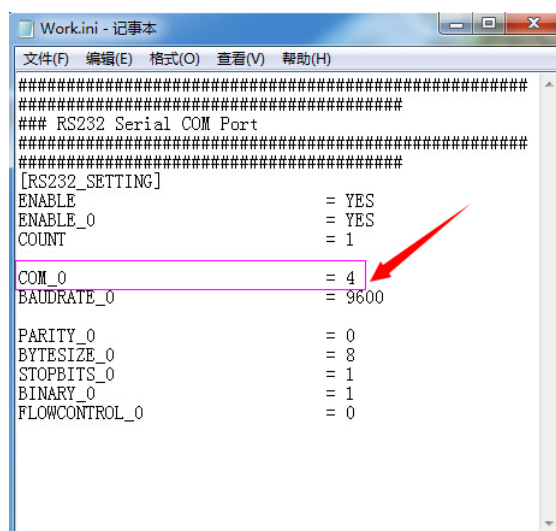 Work.ini - 记事本
文件(F) 编辑(E) 格式(O) 查看(V) 帮助(H)
#####################################################
########################################
### RS232 Serial COM Port
#####################################################
########################################
[RS232_SETTING]
ENABLE = YES
ENABLE_0 = YES
COUNT = 1
COM_0 = 4
BAUDRATE_0 = 9600
PARITY_0 = 0
BYTESIZE_0 = 8
STOPBITS_0 = 1
BINARY_0 = 1
FLOWCONTROL_0 = 0